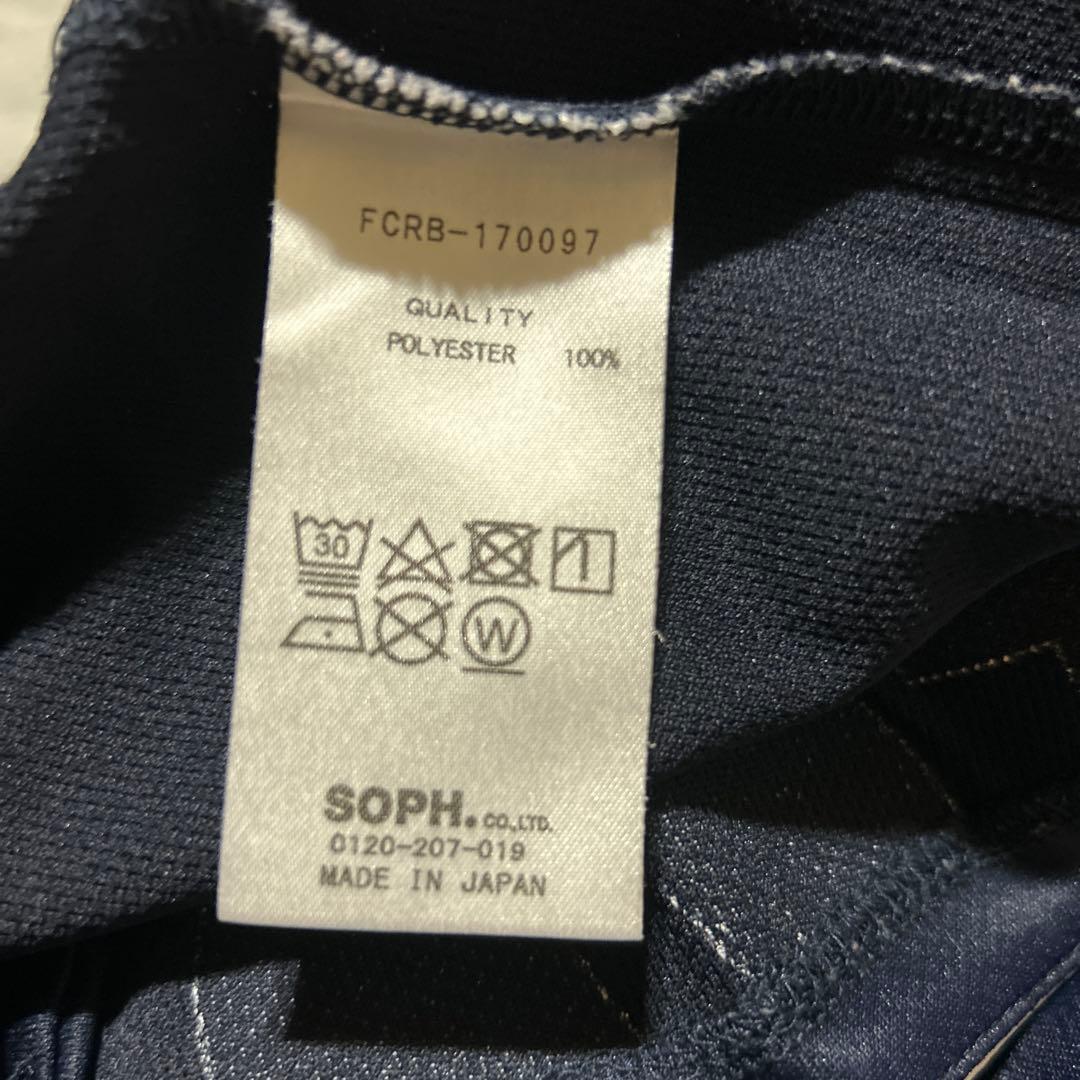 FCRB-170097
QUALITY
POLYESTER 100%
30
W
SOPH. CO.,LTD.
0120-207-019
MADE IN JAPAN